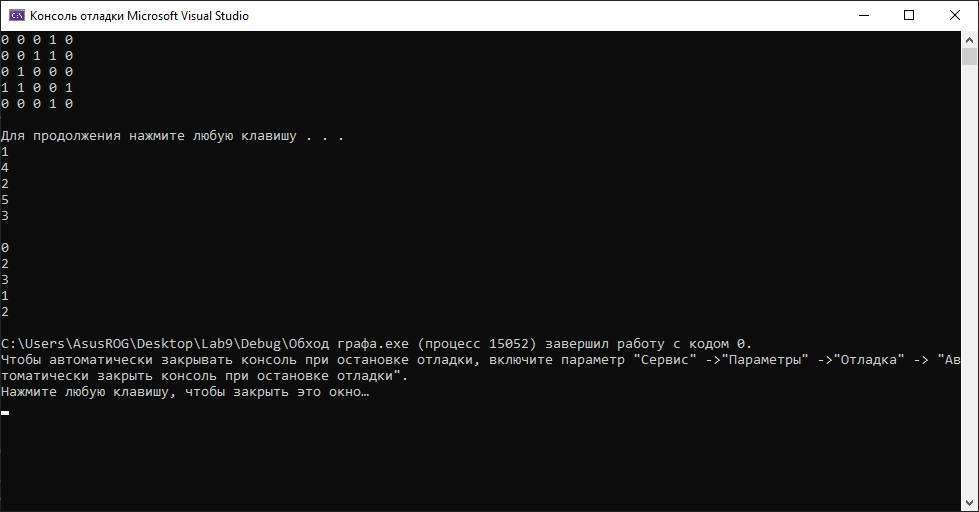 Консоль отладки Microsoft Visual Studio
0 0 0 1 0
0 0 1 1 0
0 1 0 0 0
1 1 0 0 1
0 0 0 1 0
Для продолжения нажмите любую клавишу . . .
1
4
2
5
3
0
2
3
1
2
C:\Users\AsusROG\Desktop\Lab9\Debug\Обход графа.exe (процесс 15052) завершил работу с кодом 0.
Чтобы автоматически закрывать консоль при остановке отладки, включите параметр "Сервис" ->"Параметры" ->"Отладка" -> "Ав
томатически закрыть консоль при остановке отладки".
Нажмите любую клавишу, чтобы закрыть это окно…